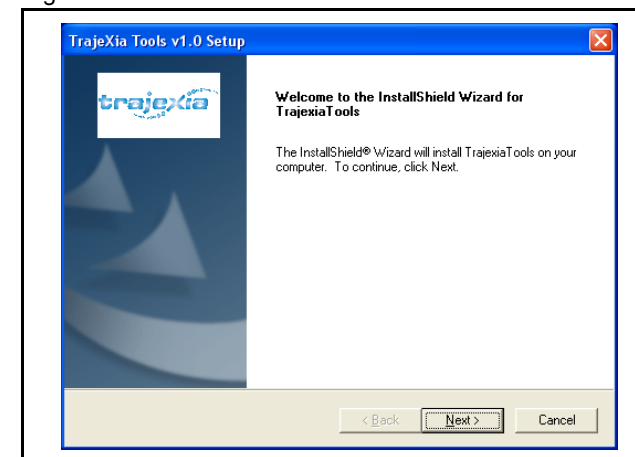 TrajeXia Tools v1.0 Setup
trajexia
Welcome to the InstallShield Wizard for
TrajexiaTools
The InstallShield® Wizard will install TrajexiaTools on your
computer. To continue, click Next.
< Back
Next >
Cancel